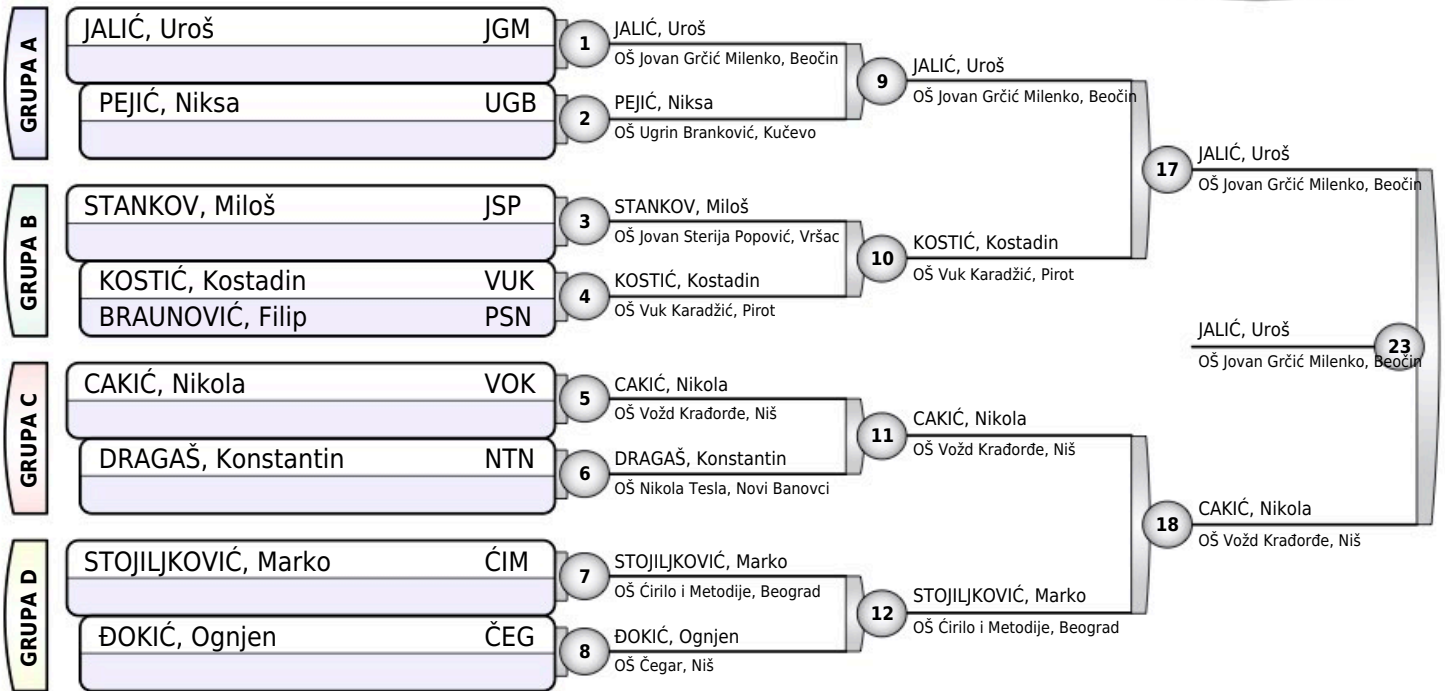 GRUPA A
JALIĆ, Uroš JGM
PEJIĆ, Niksa UGB
GRUPA B
STANKOV, Miloš JSP
KOSTIĆ, Kostadin VUK
BRAUNOVIĆ, Filip PSN
GRUPA C
CAKIĆ, Nikola VOK
DRAGAŠ, Konstantin NTN
GRUPA D
STOJILJKOVIĆ, Marko ĆIM
ĐOKIĆ, Ognjen ČEG
1
JALIĆ, Uroš
OŠ Jovan Grčić Milenko, Beočin
2
PEJIĆ, Niksa
OŠ Ugrin Branković, Kučevo
3
STANKOV, Miloš
OŠ Jovan Sterija Popović, Vršac
4
KOSTIĆ, Kostadin
OŠ Vuk Karadžić, Pirot
5
CAKIĆ, Nikola
OŠ Vožd Krađorđe, Niš
6
DRAGAŠ, Konstantin
OŠ Nikola Tesla, Novi Banovci
7
STOJILJKOVIĆ, Marko
OŠ Ćirilo i Metodije, Beograd
8
ĐOKIĆ, Ognjen
OŠ Čegar, Niš
9
JALIĆ, Uroš
OŠ Jovan Grčić Milenko, Beočin
10
KOSTIĆ, Kostadin
OŠ Vuk Karadžić, Pirot
11
CAKIĆ, Nikola
OŠ Vožd Krađorđe, Niš
12
STOJILJKOVIĆ, Marko
OŠ Ćirilo i Metodije, Beograd
17
JALIĆ, Uroš
OŠ Jovan Grčić Milenko, Beočin
18
CAKIĆ, Nikola
OŠ Vožd Krađorđe, Niš
23
JALIĆ, Uroš
OŠ Jovan Grčić Milenko, Beočin